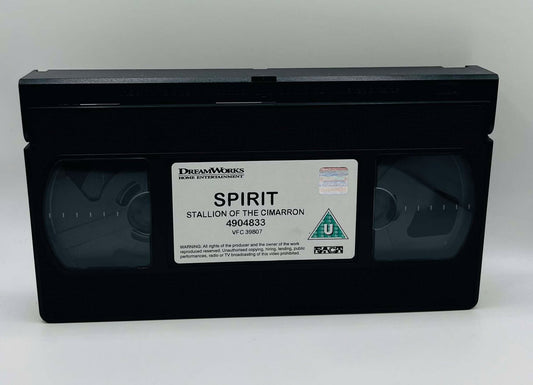 DREAMWORKS
HOME ENTERTAINMENT
SPIRIT
STALLION OF THE CIMARRON
4904833
VFC 39807
U
WARNING. All rights of the producer and the owner of the work
reproduced reserved. Unauthorised copying, hiring, lending, public
performances, radio or TV broadcasting of this video prohibited.